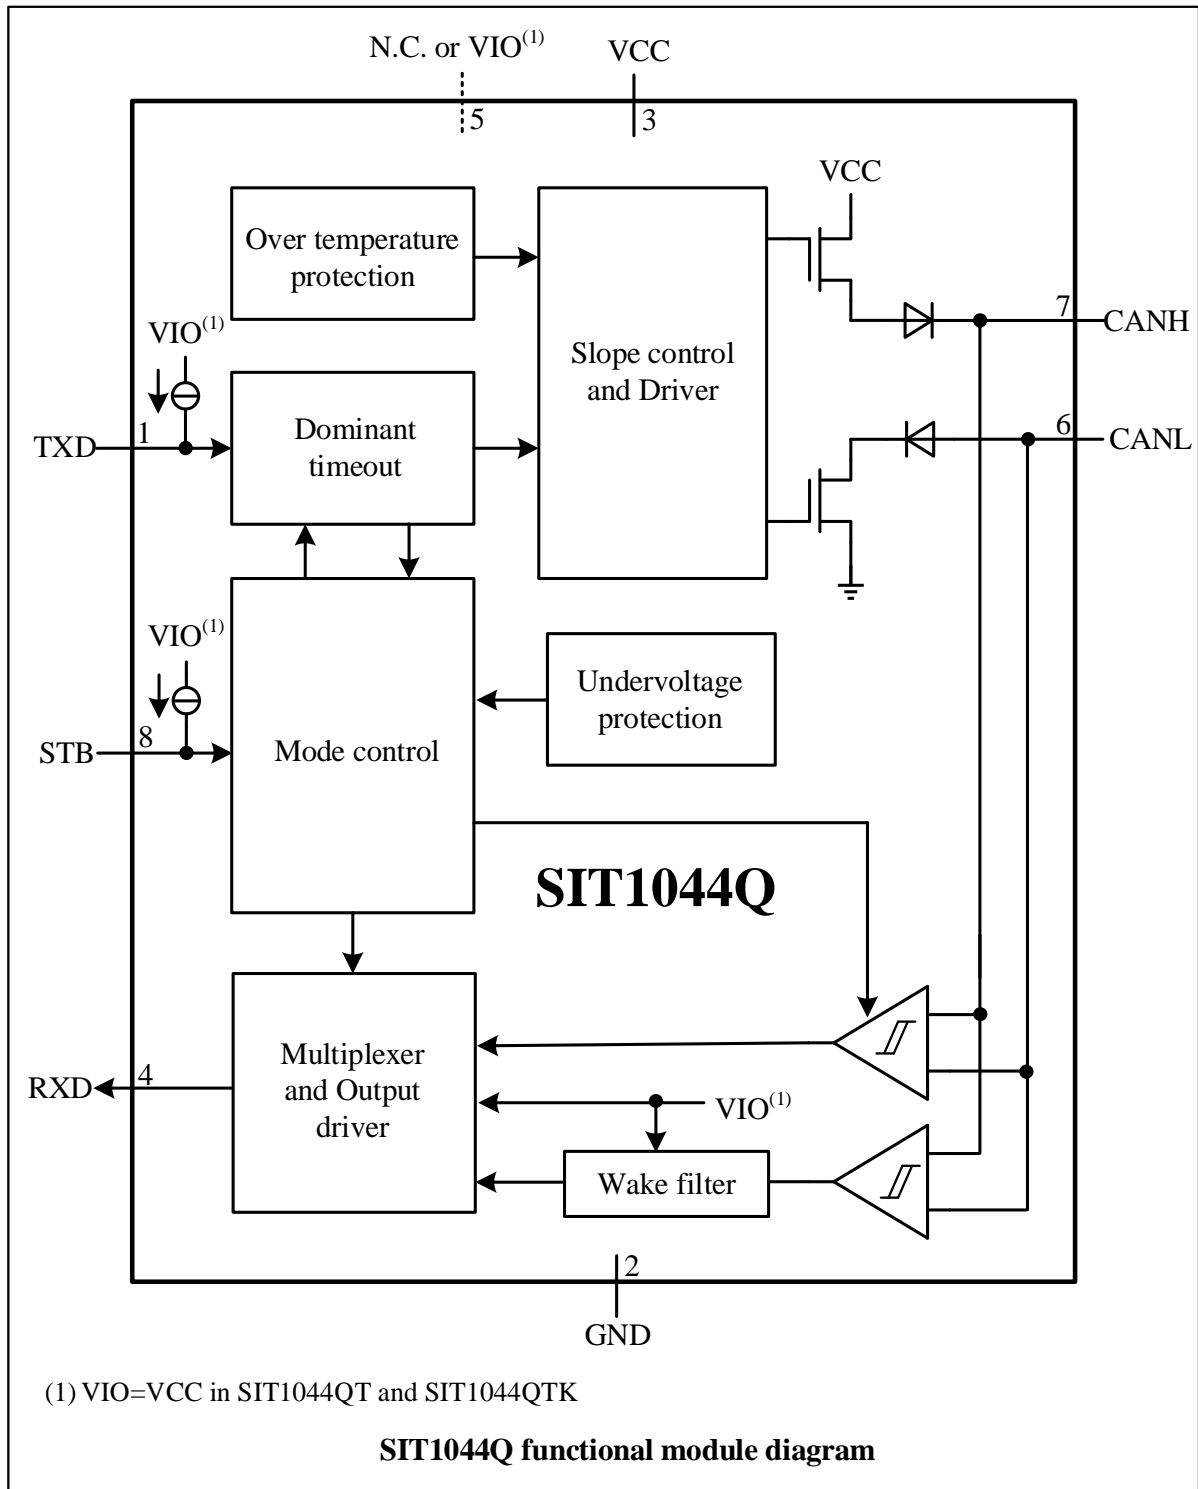 N.C. or VIO(1)
VCC
5
3
VCC
Over temperature
protection
Slope control
and Driver
7
CANH
VIO(1)
TXD
1
Dominant
timeout
6
CANL
VIO(1)
STB
8
Mode control
Undervoltage
protection
SIT1044Q
RXD
4
Multiplexer
and Output
driver
VIO(1)
Wake filter
2
GND
(1) VIO=VCC in SIT1044QT and SIT1044QTK
SIT1044Q functional module diagram